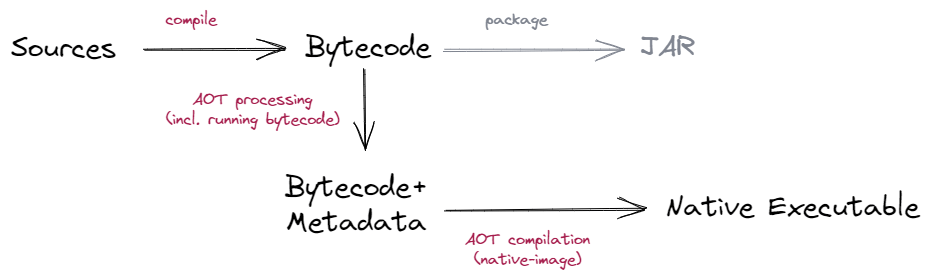 compile
package
Sources
Bytecode
JAR
AOT processing
(incl. running bytecode)
Bytecode+
Metadata
Native Executable
AOT compilation
(native-image)